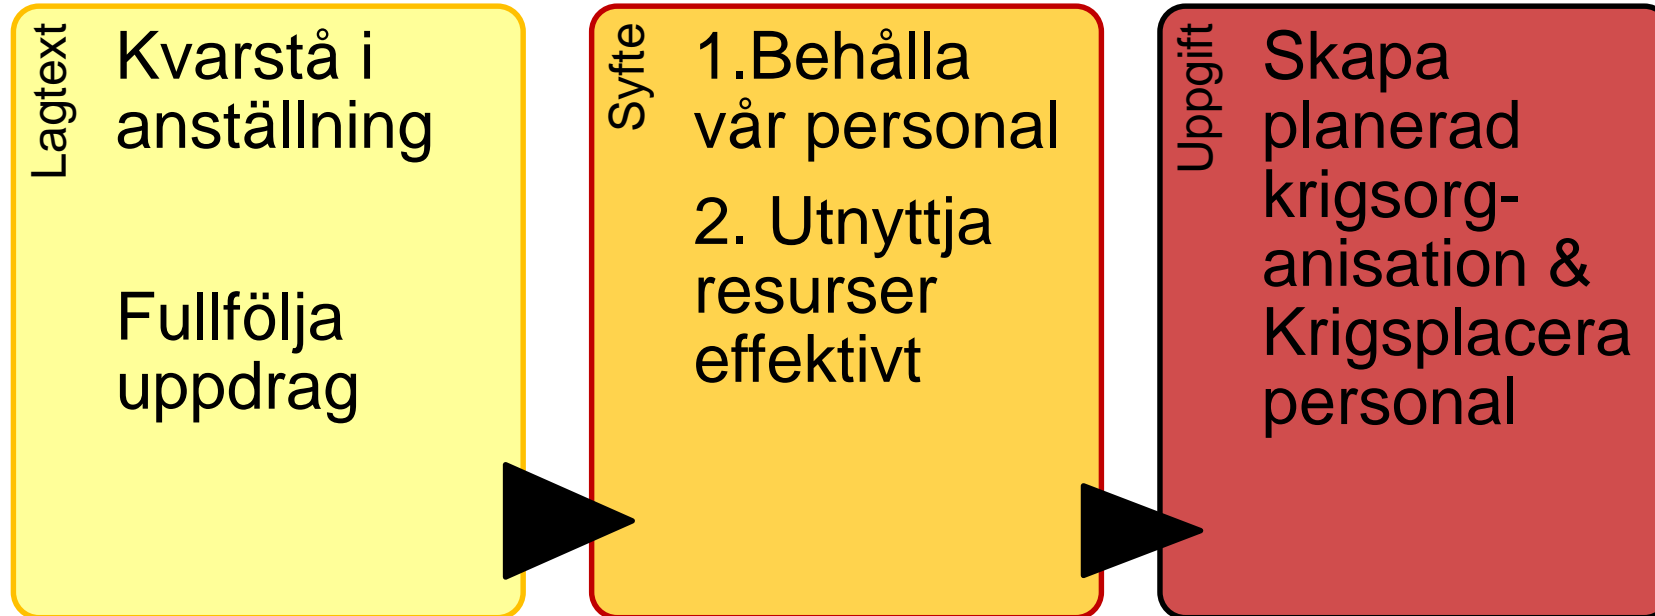 Lagtext
Kvarstå i
anställning
Fullfölja
uppdrag
Syfte
1.Behålla
vår personal
2. Utnyttja
resurser
effektivt
Uppgift
Skapa
planerad
krigsorg-
anisation &
Krigsplacera
personal